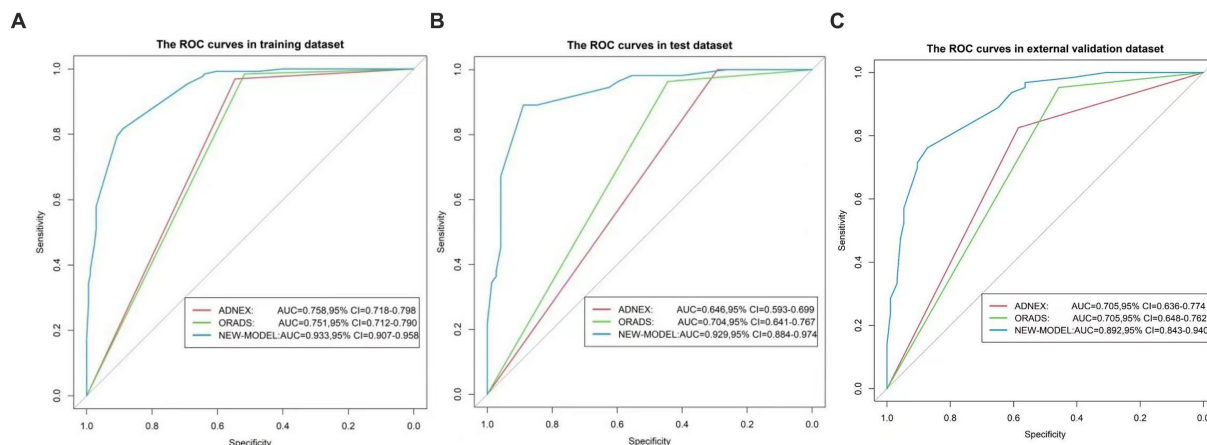 A
The ROC curves in training dataset
Sensitivity
0.0
0.2
0.4
0.6
0.8
1.0
ADNEX: AUC=0.758,95% CI=0.718-0.798
ORADS: AUC=0.751,95% CI=0.712-0.790
NEW-MODEL:AUC=0.933,95% CI=0.907-0.958
1.0 0.8 0.6 0.4 0.2 0.0
Specificity
B
The ROC curves in test dataset
Sensitivity
0.0
0.2
0.4
0.6
0.8
1.0
ADNEX: AUC=0.646,95% CI=0.593-0.699
ORADS: AUC=0.704,95% CI=0.641-0.767
NEW-MODEL:AUC=0.929,95% CI=0.884-0.974
1.0 0.8 0.6 0.4 0.2 0.0
Specificity
C
The ROC curves in external validation dataset
Sensitivity
0.0
0.2
0.4
0.6
0.8
1.0
ADNEX: AUC=0.705,95% CI=0.636-0.774
ORADS: AUC=0.705,95% CI=0.648-0.762
NEW-MODEL:AUC=0.892,95% CI=0.843-0.940
1.0 0.8 0.6 0.4 0.2 0.0
Specificity